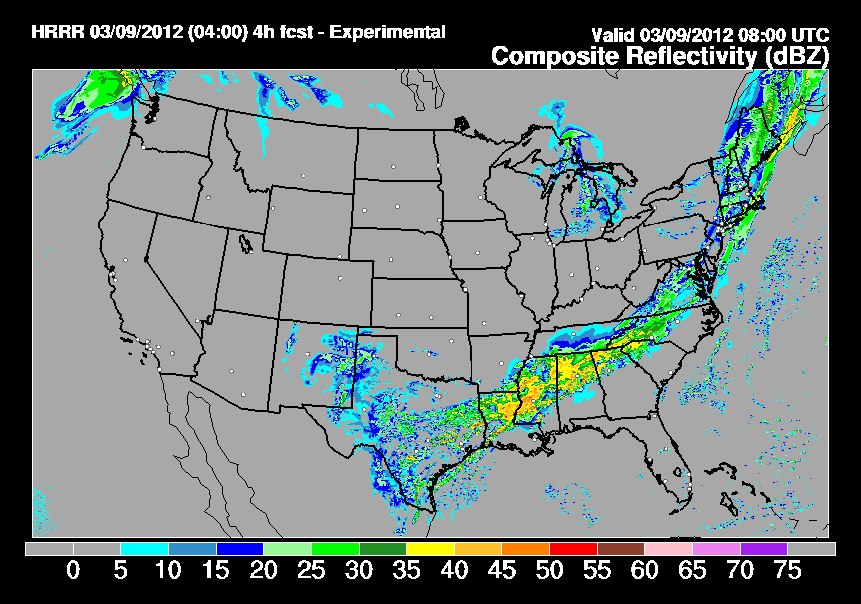 HRRR 03/09/2012 (04:00) 4h fcst - Experimental
Valid 03/09/2012 08:00 UTC
Composite Reflectivity (dBZ)
0 5 10 15 20 25 30 35 40 45 50 55 60 65 70 75